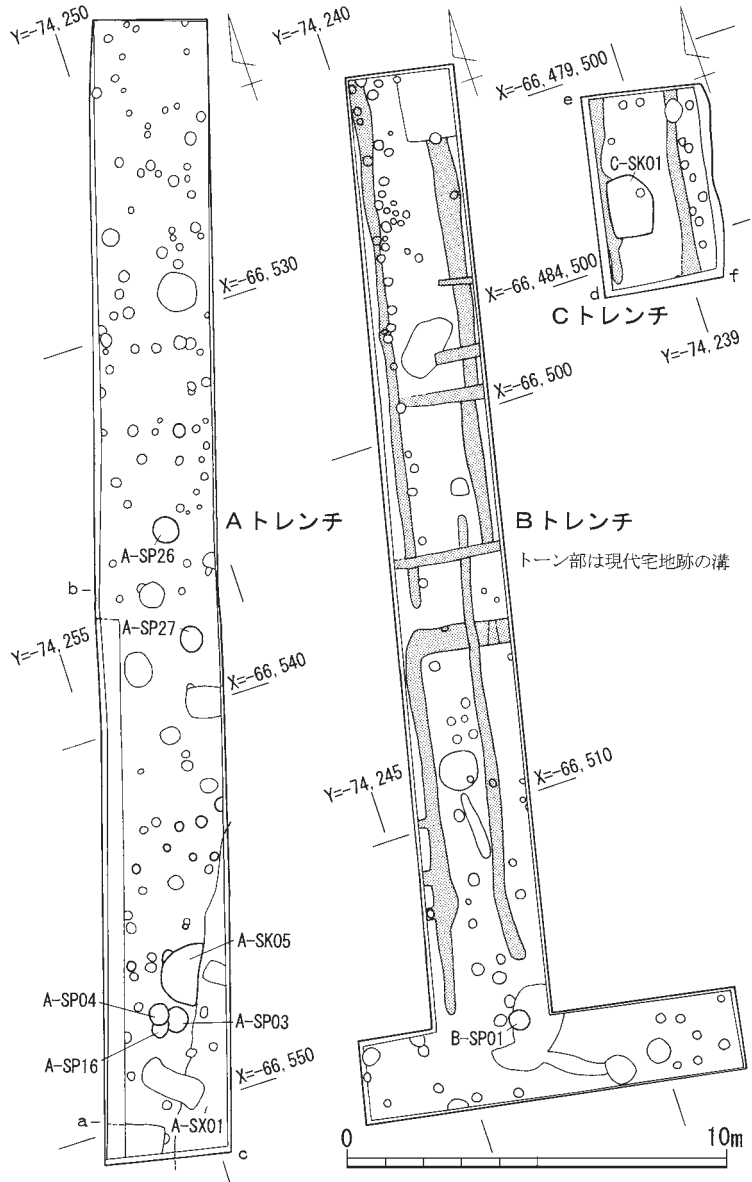 Y=-74,250
Y=-74,240
X=-66,479,500
e
C-SK01
X=-66,530
X=-66,484,500
d
f
Cトレンチ
Y=-74,239
X=-66,500
Aトレンチ
Bトレンチ
A-SP26
トーン部は現代宅地跡の溝
b
A-SP27
Y=-74,255
X=-66,540
Y=-74,245
X=-66,510
A-SK05
A-SP04
A-SP03
B-SP01
A-SP16
X=-66,550
a
A-SX01
c
0
10m